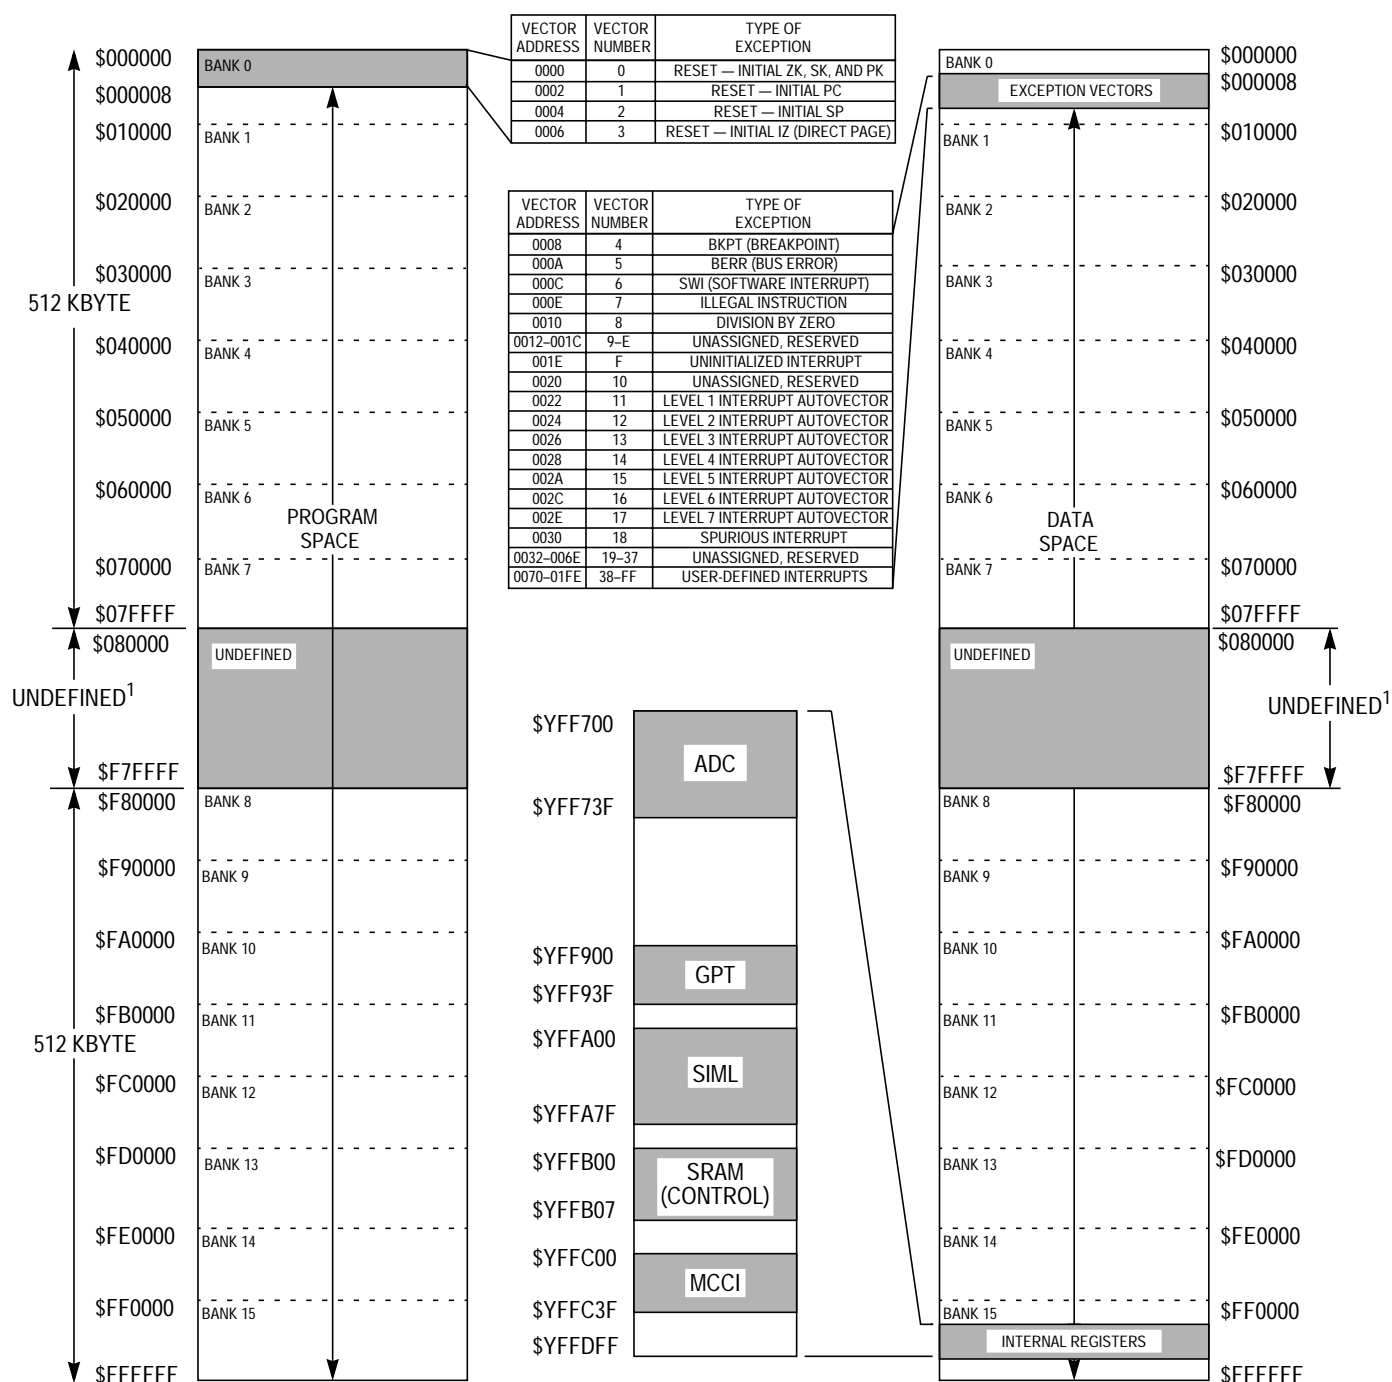 VECTOR ADDRESS VECTOR NUMBER TYPE OF EXCEPTION
0000 0 RESET — INITIAL ZK, SK, AND PK
0002 1 RESET — INITIAL PC
0004 2 RESET — INITIAL SP
0006 3 RESET — INITIAL IZ (DIRECT PAGE)
VECTOR ADDRESS VECTOR NUMBER TYPE OF EXCEPTION
0008 4 BKPT (BREAKPOINT)
000A 5 BERR (BUS ERROR)
000C 6 SWI (SOFTWARE INTERRUPT)
000E 7 ILLEGAL INSTRUCTION
0010 8 DIVISION BY ZERO
0012–001C 9–E UNASSIGNED, RESERVED
001E F UNINITIALIZED INTERRUPT
0020 10 UNASSIGNED, RESERVED
0022 11 LEVEL 1 INTERRUPT AUTOVECTOR
0024 12 LEVEL 2 INTERRUPT AUTOVECTOR
0026 13 LEVEL 3 INTERRUPT AUTOVECTOR
0028 14 LEVEL 4 INTERRUPT AUTOVECTOR
002A 15 LEVEL 5 INTERRUPT AUTOVECTOR
002C 16 LEVEL 6 INTERRUPT AUTOVECTOR
002E 17 LEVEL 7 INTERRUPT AUTOVECTOR
0030 18 SPURIOUS INTERRUPT
0032–006E 19–37 UNASSIGNED, RESERVED
0070–01FE 38–FF USER-DEFINED INTERRUPTS
$000000
BANK 0
$000008
$010000
BANK 1
$020000
BANK 2
$030000
BANK 3
512 KBYTE
$040000
BANK 4
$050000
BANK 5
$060000
BANK 6
PROGRAM
SPACE
$070000
BANK 7
$07FFFF
$080000
UNDEFINED
UNDEFINED1
$F7FFFF
$F80000
BANK 8
$F90000
BANK 9
$FA0000
BANK 10
$FB0000
BANK 11
512 KBYTE
$FC0000
BANK 12
$FD0000
BANK 13
$FE0000
BANK 14
$FF0000
BANK 15
$FFFFFF
$YFF700
ADC
$YFF73F
$YFF900
GPT
$YFF93F
$YFFA00
SIML
$YFFA7F
$YFFB00
SRAM
(CONTROL)
$YFFB07
$YFFC00
MCCI
$YFFC3F
$YFFDFF
BANK 0
$000000
EXCEPTION VECTORS
$000008
$010000
BANK 1
$020000
BANK 2
$030000
BANK 3
$040000
BANK 4
$050000
BANK 5
$060000
BANK 6
DATA
SPACE
$070000
BANK 7
$07FFFF
$080000
UNDEFINED
UNDEFINED1
$F7FFFF
$F80000
BANK 8
$F90000
BANK 9
$FA0000
BANK 10
$FB0000
BANK 11
$FC0000
BANK 12
$FD0000
BANK 13
$FE0000
BANK 14
$FF0000
BANK 15
INTERNAL REGISTERS
$FFFFFF